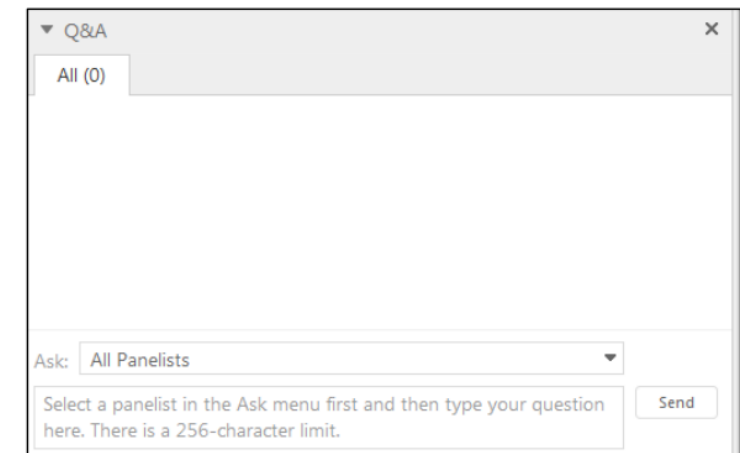 Q&A
All (0)
Ask: All Panelists
Select a panelist in the Ask menu first and then type your question
here. There is a 256-character limit.
Send